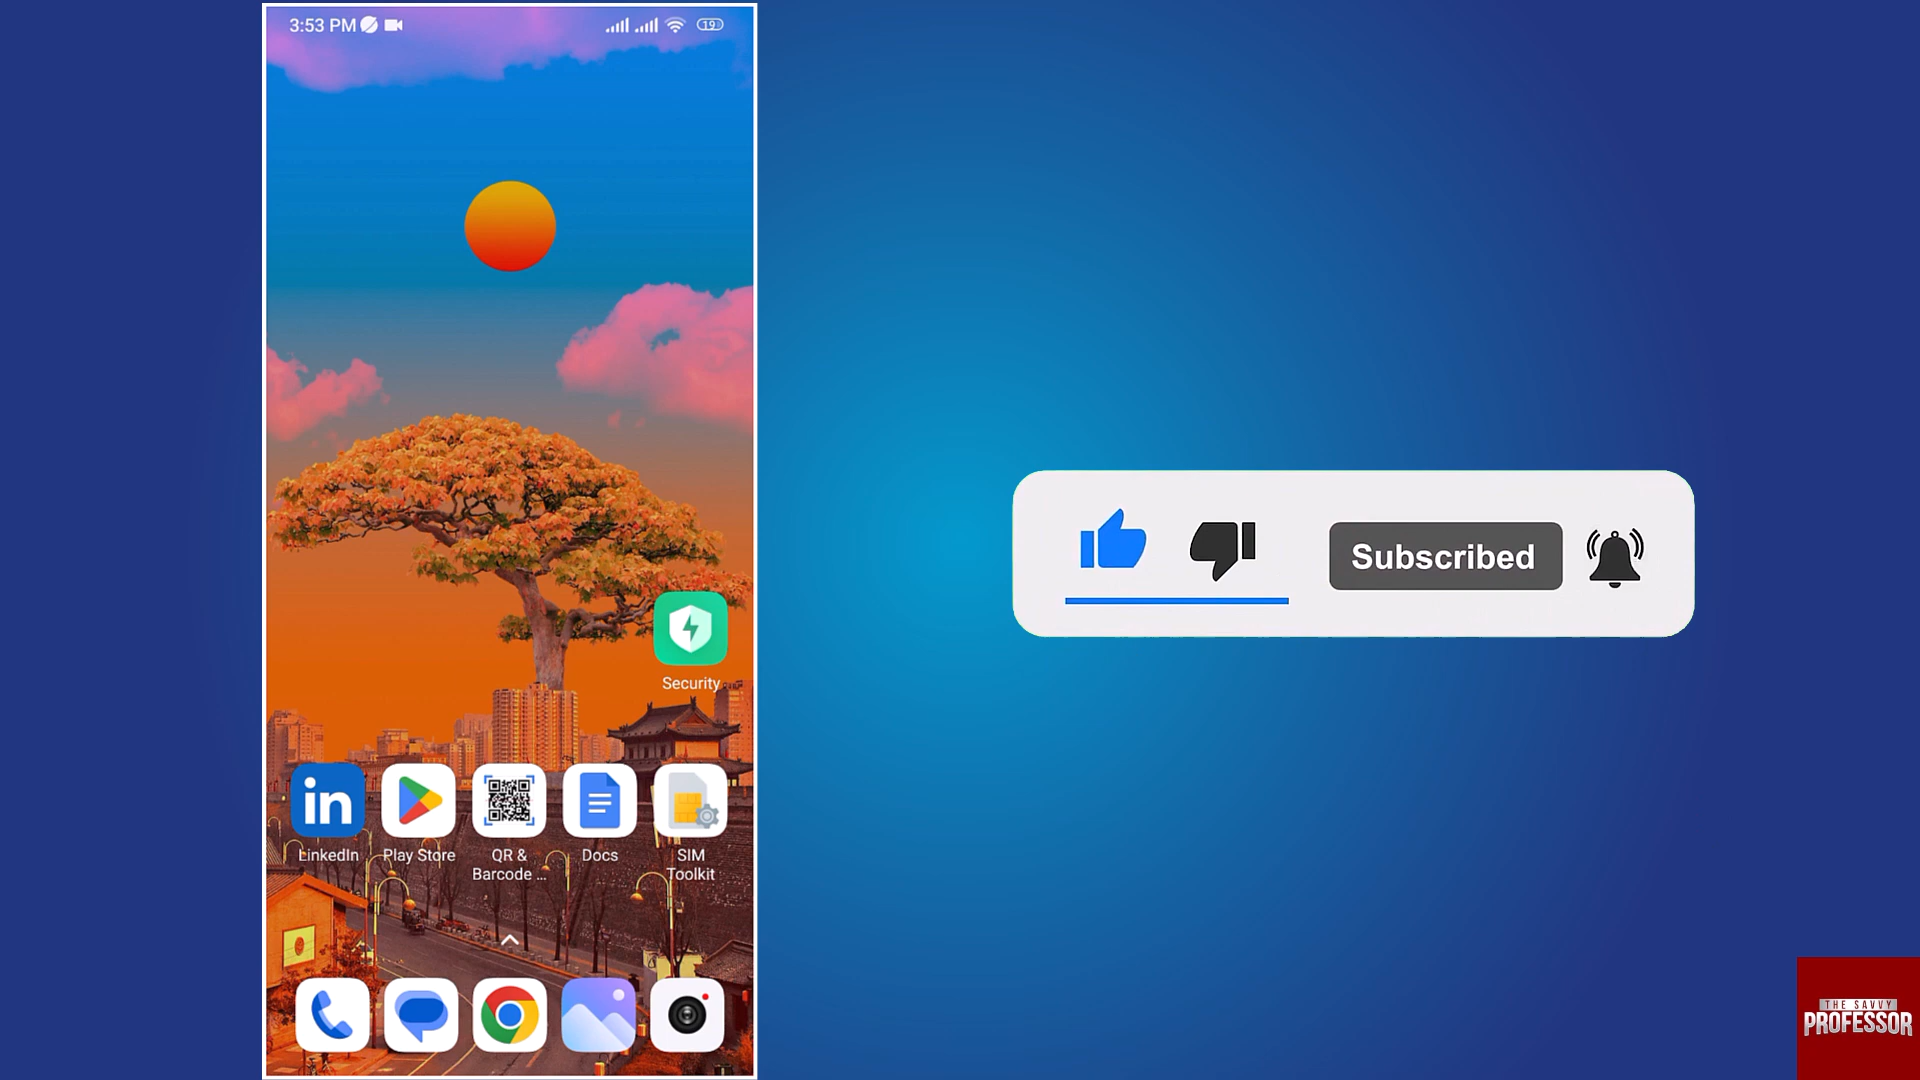 3:53 PM
19
Security
LinkedIn
Play Store
QR &
Barcode ...
Docs
SIM
Toolkit
Subscribed
THE SAVVY
PROFESSOR